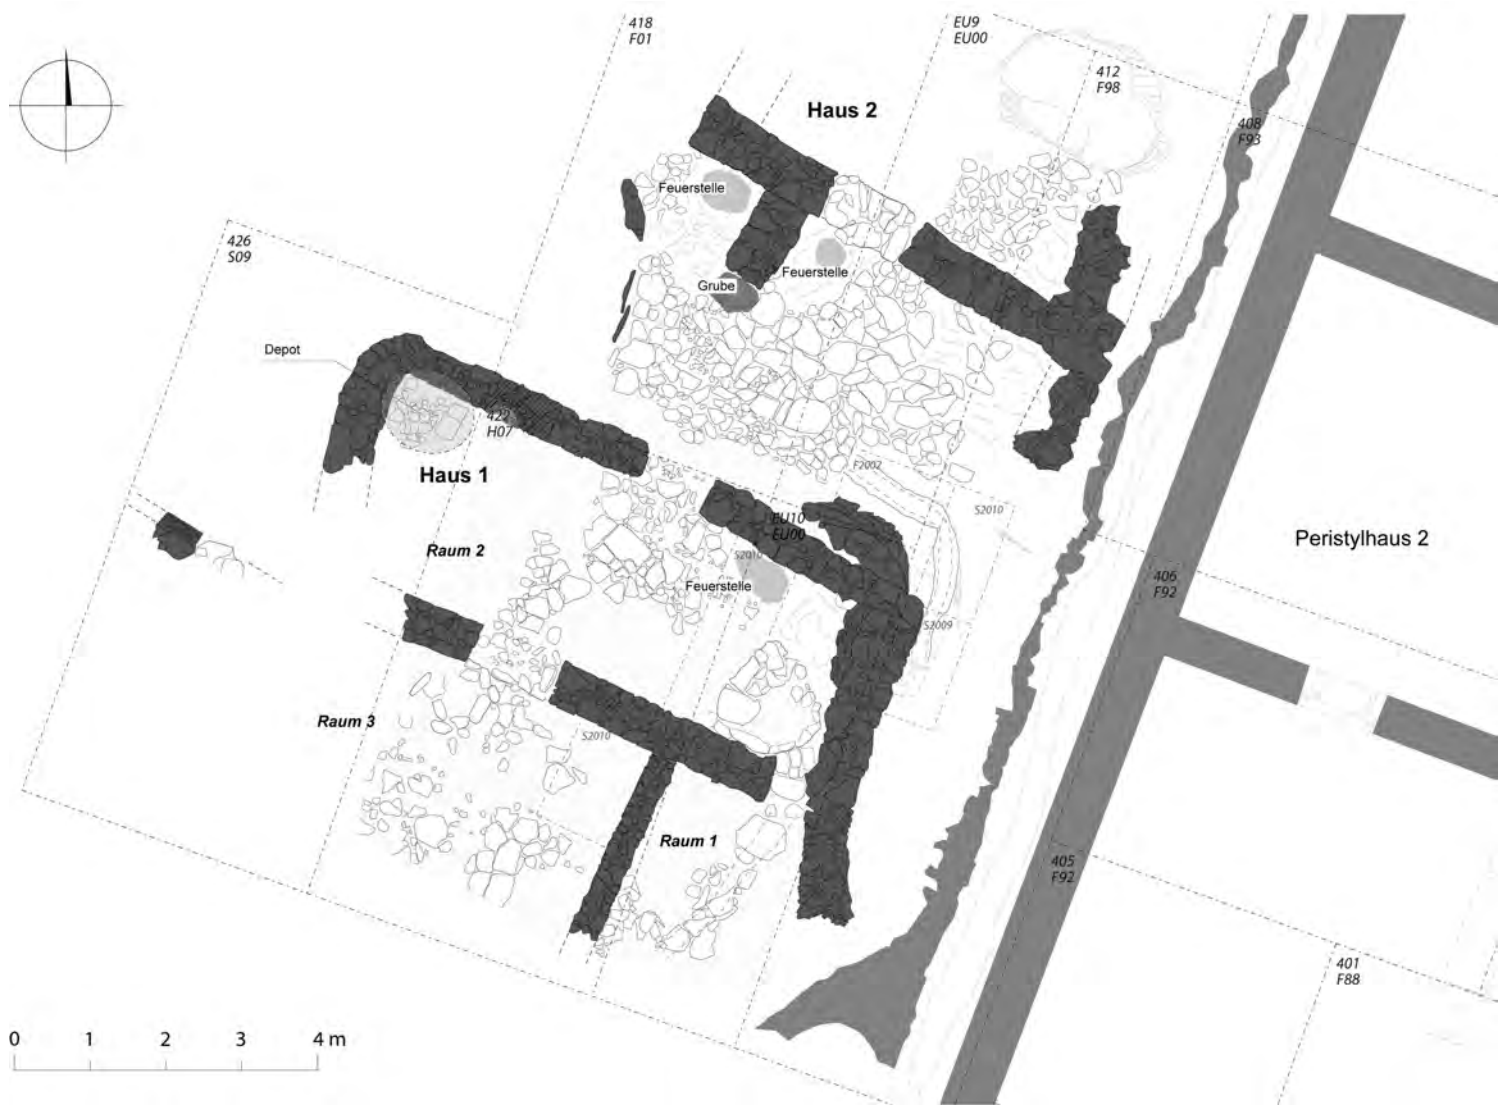 418
F01
EU9
EU00
412
F98
Haus 2
408
F93
Feuerstelle
426
S09
Feuerstelle
Grube
Depot
422
H07
Haus 1
F2002
S2010
EU10
EU00
Peristylhaus 2
Raum 2
S2010
Feuerstelle
406
F92
S2009
Raum 3
S2010
Raum 1
405
F92
401
F88
0 1 2 3 4 m